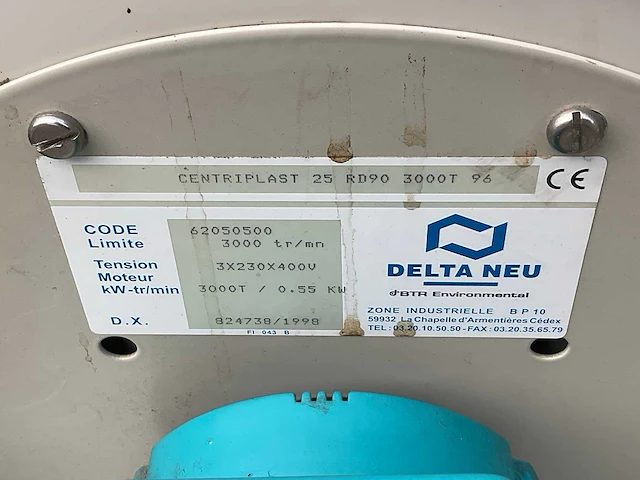 CENTRIPLAST 25 RD90 3000T 96 CE
CODE 62050500
Limite 3000 tr/mn
Tension 3X230X400V
Moteur
kW-tr/min 3000T / 0.55 KW
D.X. 824738/1998
FI 043 B
DELTA NEU
BTR Environmental
ZONE INDUSTRIELLE B P 10
59932 La Chapelle d'Armentières Cédex
TEL : 03.20.10.50.50 - FAX : 03.20.35.65.79